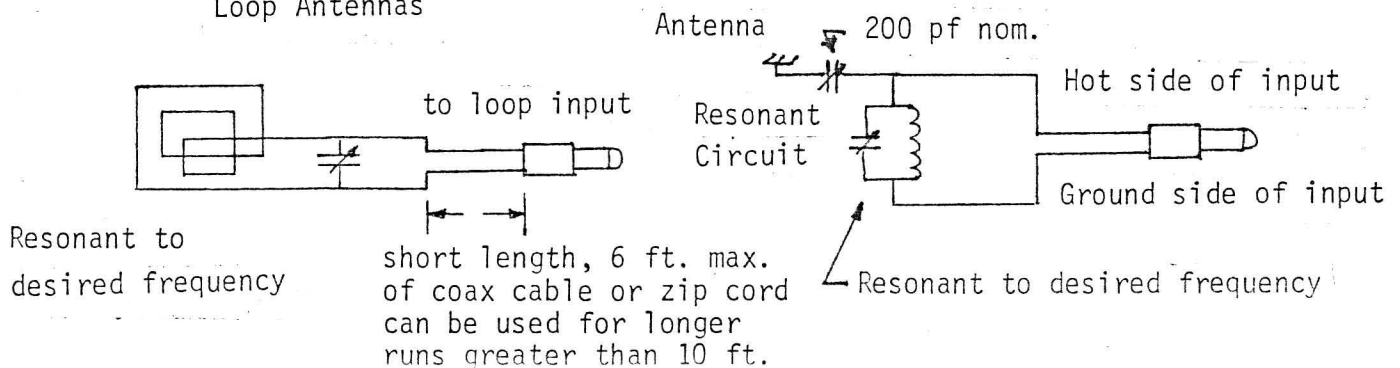 Loop Antennas
to loop input
Resonant to
desired frequency
short length, 6 ft. max.
of coax cable or zip cord
can be used for longer
runs greater than 10 ft.
Antenna
200 pf nom.
Resonant
Circuit
Hot side of input
Ground side of input
Resonant to desired frequency